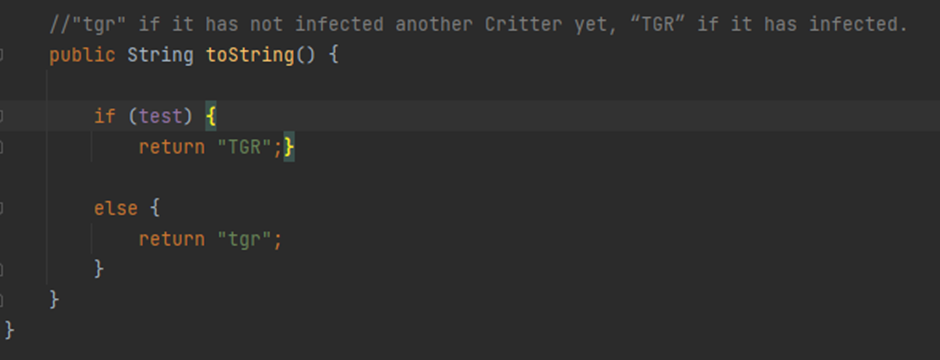 //"tgr" if it has not infected another Critter yet, “TGR” if it has infected.
public String toString() {
if (test) {
return "TGR";}
else {
return "tgr";
}
}
}